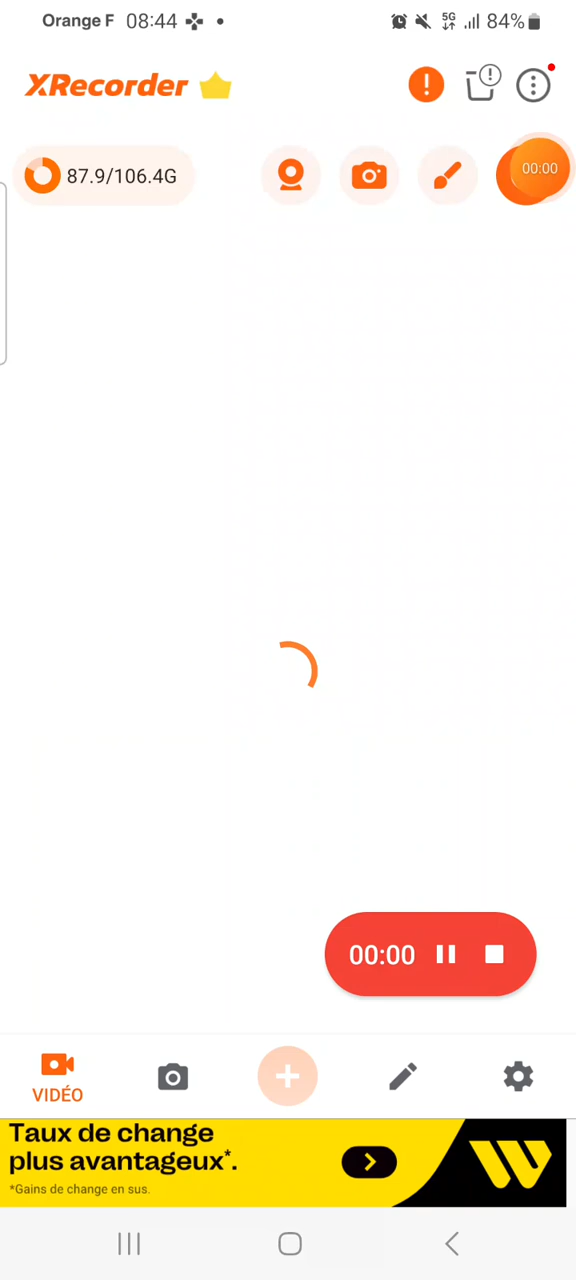 Orange F 08:44 5G 84%
XRecorder
87.9/106.4G
00:00
00:00
VIDÉO
Taux de change
plus avantageux*.
*Gains de change en sus.